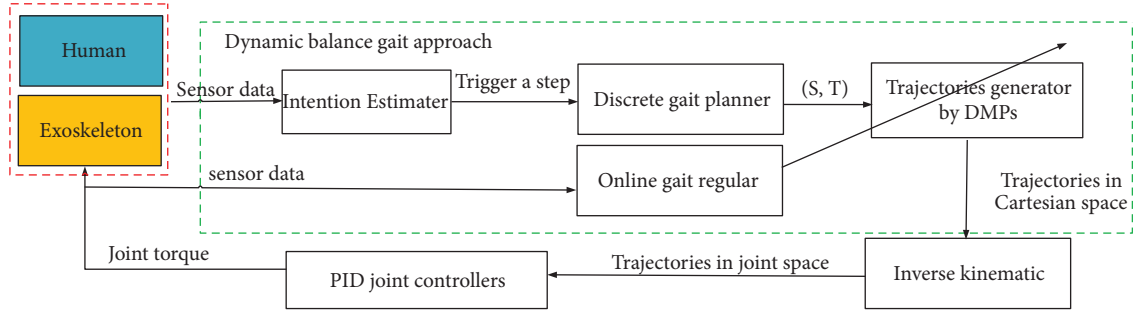 Human
Exoskeleton
Dynamic balance gait approach
Sensor data
Intention Estimater
Trigger a step
Discrete gait planner
(S, T)
Trajectories generator
by DMPs
sensor data
Online gait regular
Trajectories in
Cartesian space
Joint torque
PID joint controllers
Trajectories in joint space
Inverse kinematic